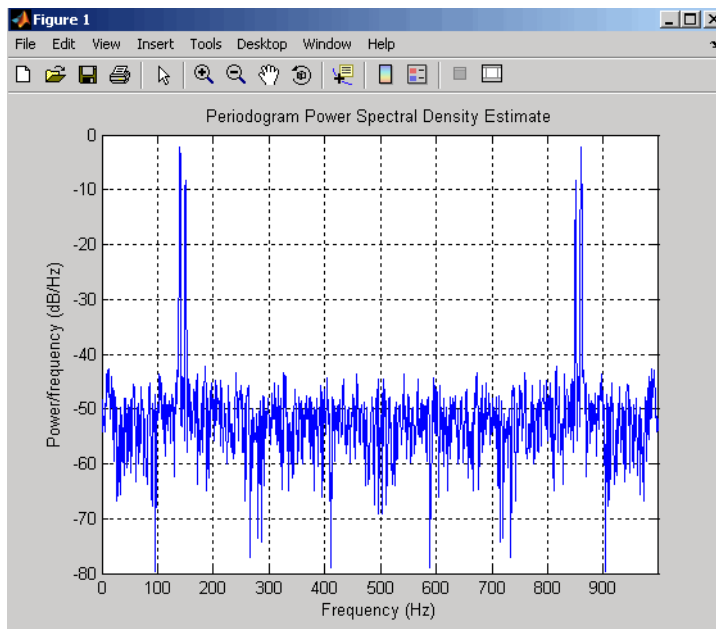 Figure 1
File Edit View Insert Tools Desktop Window Help
Periodogram Power Spectral Density Estimate
Power/frequency (dB/Hz)
0
-10
-20
-30
-40
-50
-60
-70
-80
0 100 200 300 400 500 600 700 800 900
Frequency (Hz)